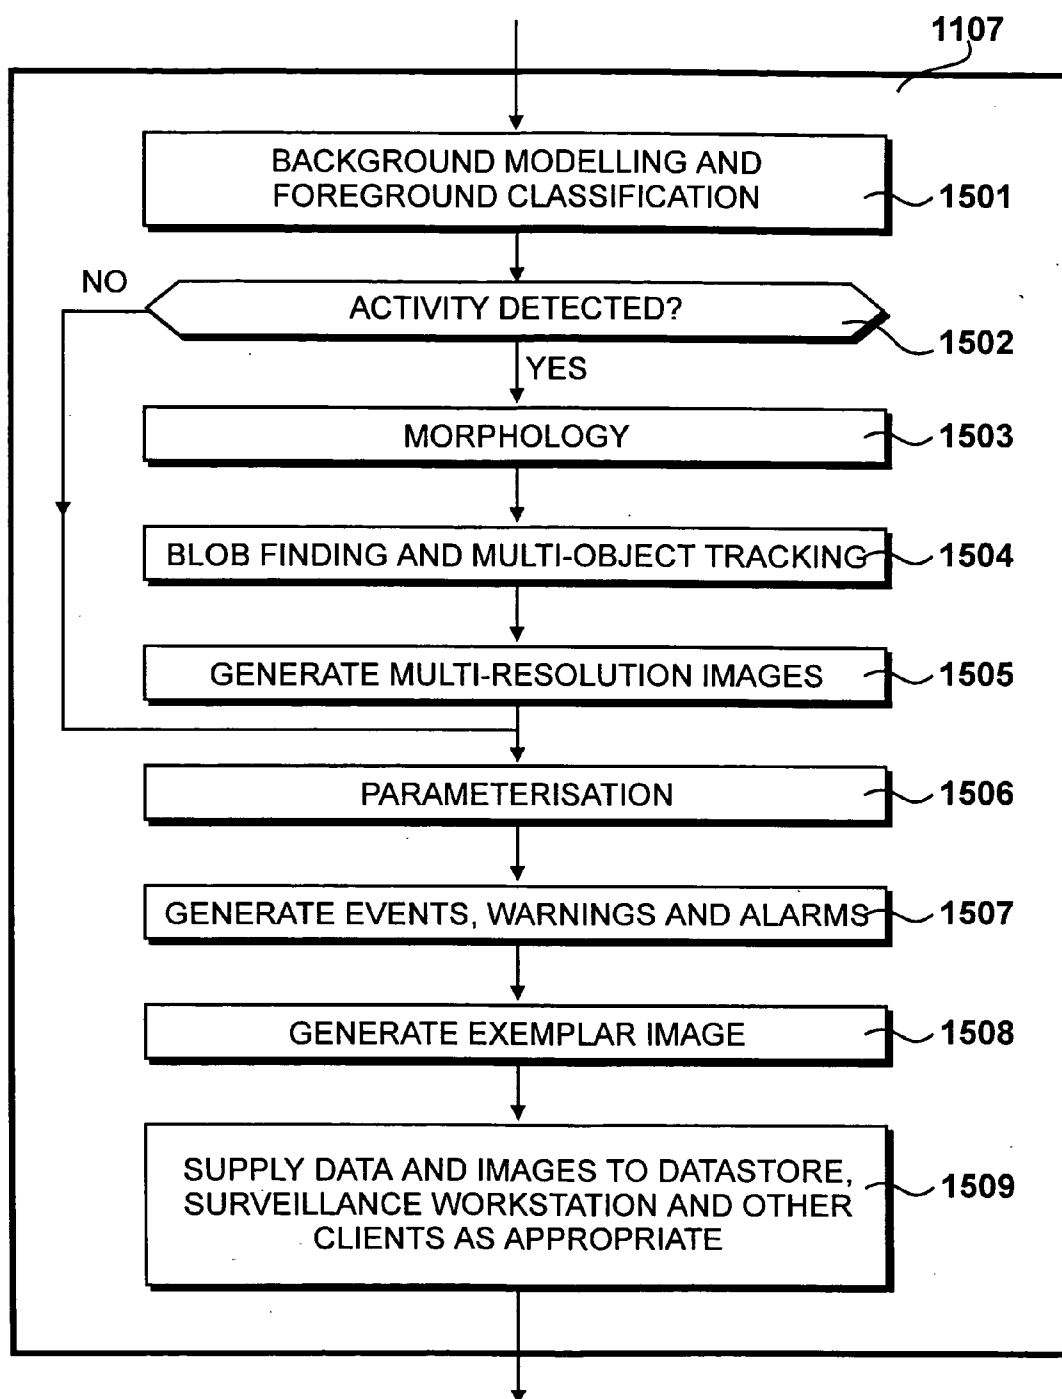 1107
BACKGROUND MODELLING AND
FOREGROUND CLASSIFICATION
1501
NO
ACTIVITY DETECTED?
1502
YES
MORPHOLOGY
1503
BLOB FINDING AND MULTI-OBJECT TRACKING
1504
GENERATE MULTI-RESOLUTION IMAGES
1505
PARAMETERISATION
1506
GENERATE EVENTS, WARNINGS AND ALARMS
1507
GENERATE EXEMPLAR IMAGE
1508
SUPPLY DATA AND IMAGES TO DATASTORE,
SURVEILLANCE WORKSTATION AND OTHER
CLIENTS AS APPROPRIATE
1509